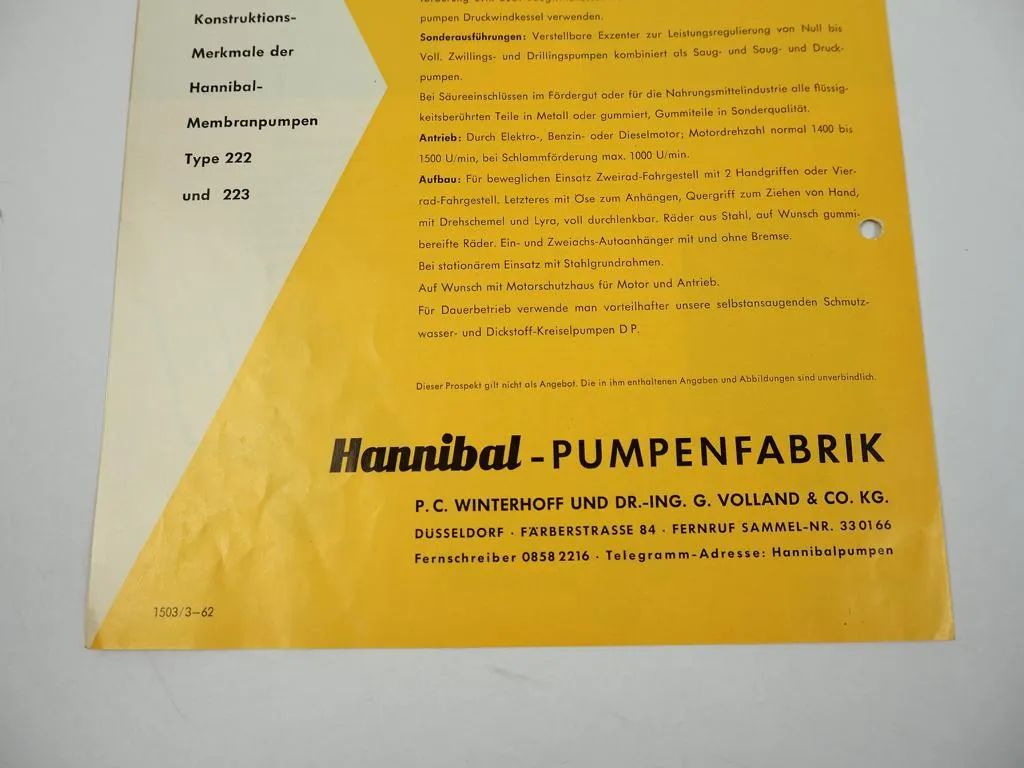 Konstruktions-
Merkmale der
Hannibal-
Membranpumpen
Type 222
und 223
pumpen Druckwindkessel verwenden.
Sonderausführungen: Verstellbare Exzenter zur Leistungsregulierung von Null bis
Voll. Zwillings- und Drillingspumpen kombiniert als Saug- und Saug- und Druck-
pumpen.
Bei Säureeinschlüssen im Fördergut oder für die Nahrungsmittelindustrie alle flüssig-
keitsberührten Teile in Metall oder gummiert, Gummiteile in Sonderqualität.
Antrieb: Durch Elektro-, Benzin- oder Dieselmotor; Motordrehzahl normal 1400 bis
1500 U/min, bei Schlammförderung max. 1000 U/min.
Aufbau: Für beweglichen Einsatz Zweirad-Fahrgestell mit 2 Handgriffen oder Vier-
rad-Fahrgestell. Letzteres mit Öse zum Anhängen, Quergriff zum Ziehen von Hand,
mit Drehschemel und Lyra, voll durchlenkbar. Räder aus Stahl, auf Wunsch gummi-
bereifte Räder. Ein- und Zweiachs-Autoanhänger mit und ohne Bremse.
Bei stationärem Einsatz mit Stahlgrundrahmen.
Auf Wunsch mit Motorschutzhaus für Motor und Antrieb.
Für Dauerbetrieb verwende man vorteilhafter unsere selbstansaugenden Schmutz-
wasser- und Dickstoff-Kreiselpumpen D P.
Dieser Prospekt gilt nicht als Angebot. Die in ihm enthaltenen Angaben und Abbildungen sind unverbindlich.
Hannibal - PUMPENFABRIK
P. C. WINTERHOFF UND DR.-ING. G. VOLLAND & CO. KG.
DÜSSELDORF · FÄRBERSTRASSE 84 · FERNRUF SAMMEL-NR. 330166
Fernschreiber 0858 2216 · Telegramm-Adresse: Hannibalpumpen
1503/3-62